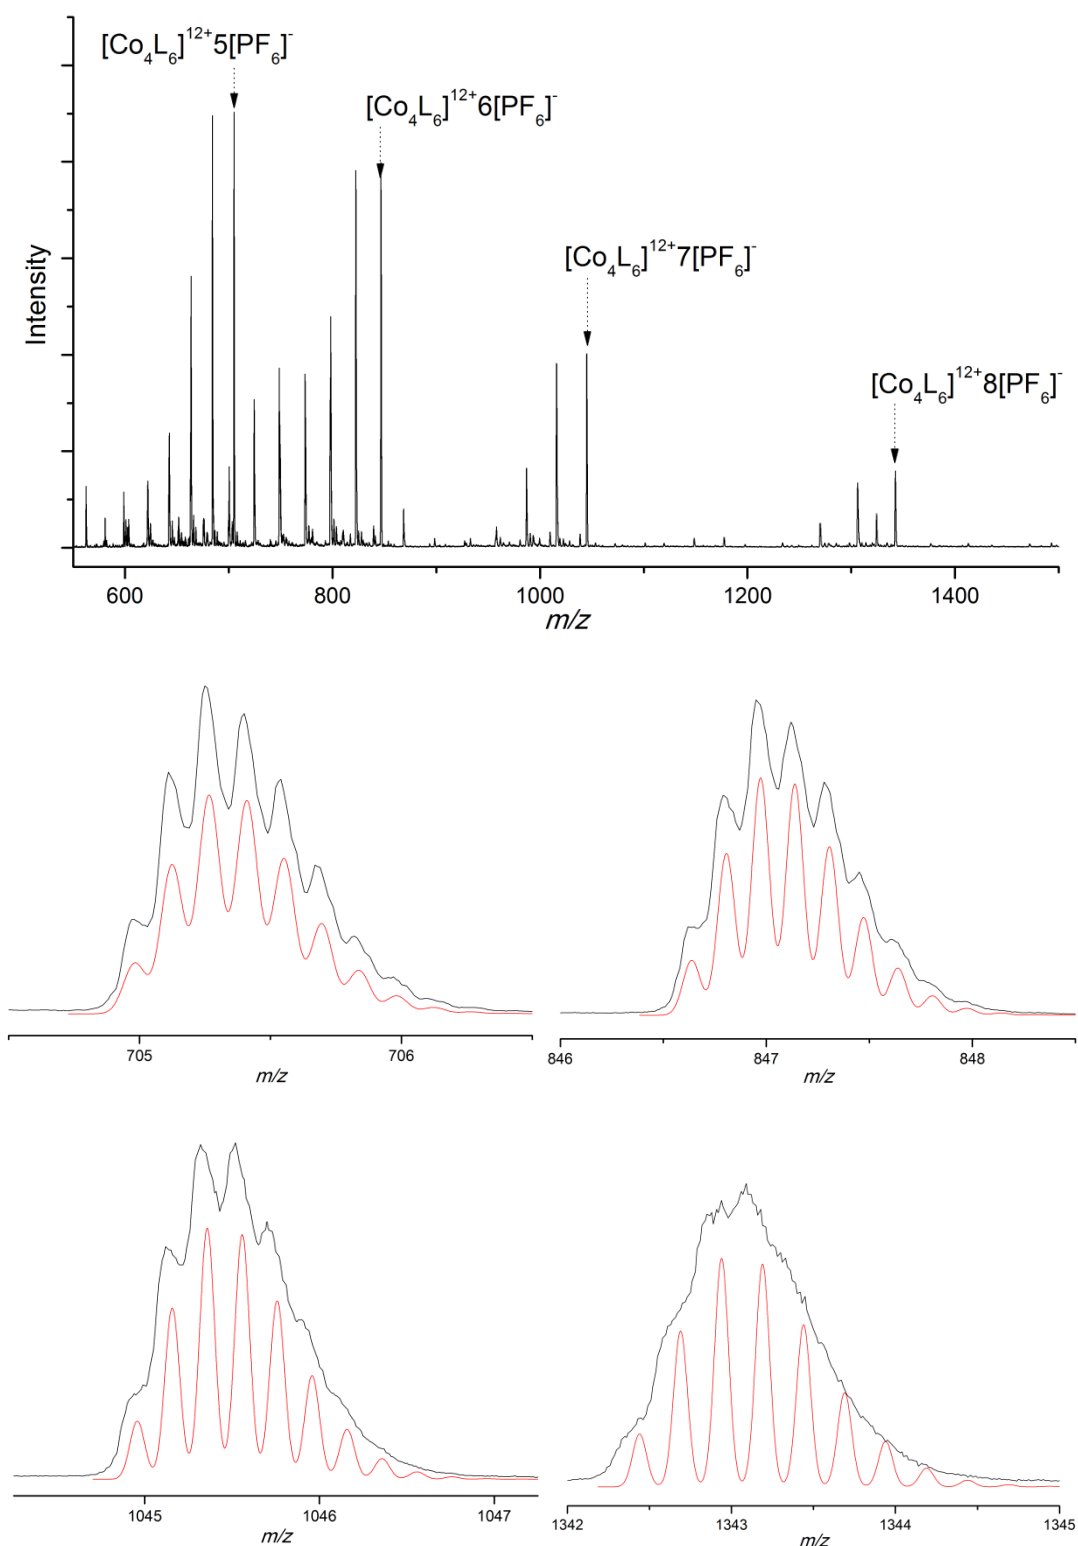 [Co₄L₆]¹²⁺5[PF₆]⁻
[Co₄L₆]¹²⁺6[PF₆]⁻
[Co₄L₆]¹²⁺7[PF₆]⁻
[Co₄L₆]¹²⁺8[PF₆]⁻
Intensity
600 800 1000 1200 1400
m/z
705 706
m/z
846 847 848
m/z
1045 1046 1047
m/z
1342 1343 1344 1345
m/z